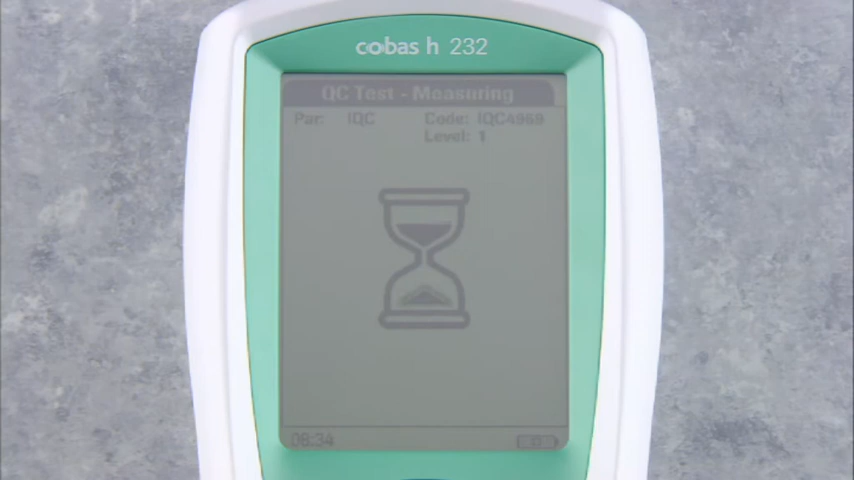 cobas h 232
QC Test - Measuring
Par: IQC Code: IQC4969
Level: 1
08:34